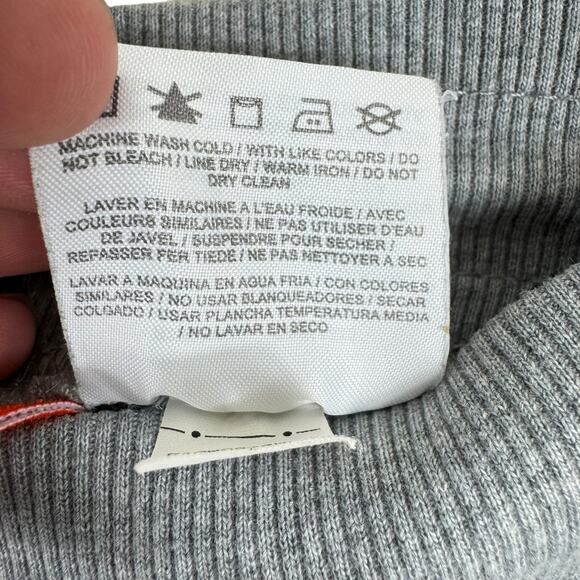 MACHINE WASH COLD / WITH LIKE COLORS / DO
NOT BLEACH / LINE DRY / WARM IRON / DO NOT
DRY CLEAN
LAVER EN MACHINE A L'EAU FROIDE / AVEC
COULEURS SIMILAIRES / NE PAS UTILISER D'EAU
DE JAVEL / SUSPENDRE POUR SECHER /
REPASSER FER TIEDE / NE PAS NETTOYER A SEC
LAVAR A MAQUINA EN AGUA FRIA / CON COLORES
SIMILARES / NO USAR BLANQUEADORES / SECAR
COLGADO / USAR PLANCHA TEMPERATURA MEDIA
/ NO LAVAR EN SECO